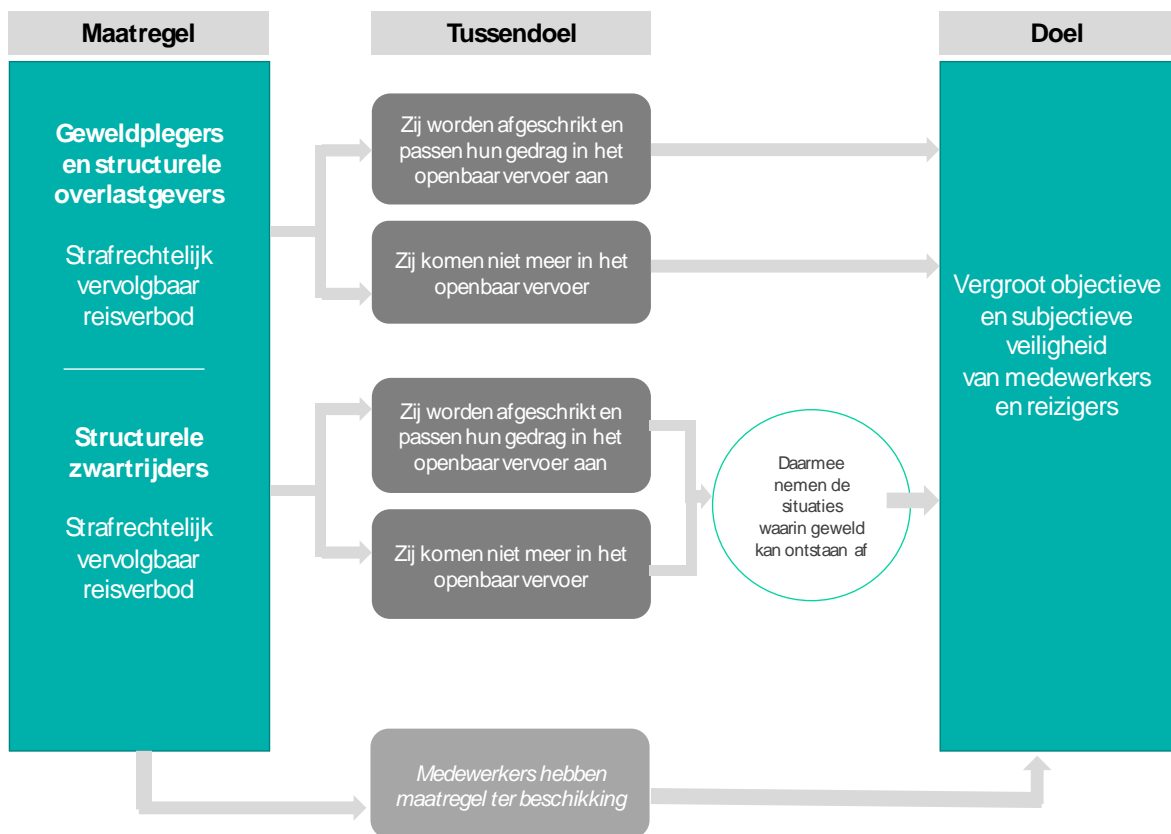 Maatregel
Tussendoel
Doel
Geweldplegers
en structurele
overlastgevers
Strafrechtelijk
vervolgbaar
reisverbod
Structurele
zwartrijders
Strafrechtelijk
vervolgbaar
reisverbod
Zij worden afgeschrikt en
passen hun gedrag in het
openbaar vervoer aan
Zij komen niet meer in het
openbaar vervoer
Zij worden afgeschrikt en
passen hun gedrag in het
openbaar vervoer aan
Zij komen niet meer in het
openbaar vervoer
Daarmee
nemen de
situaties
waarin geweld
kan ontstaan af
Medewerkers hebben
maatregel ter beschikking
Vergroot objectieve
en subjectieve
veiligheid
van medewerkers
en reizigers